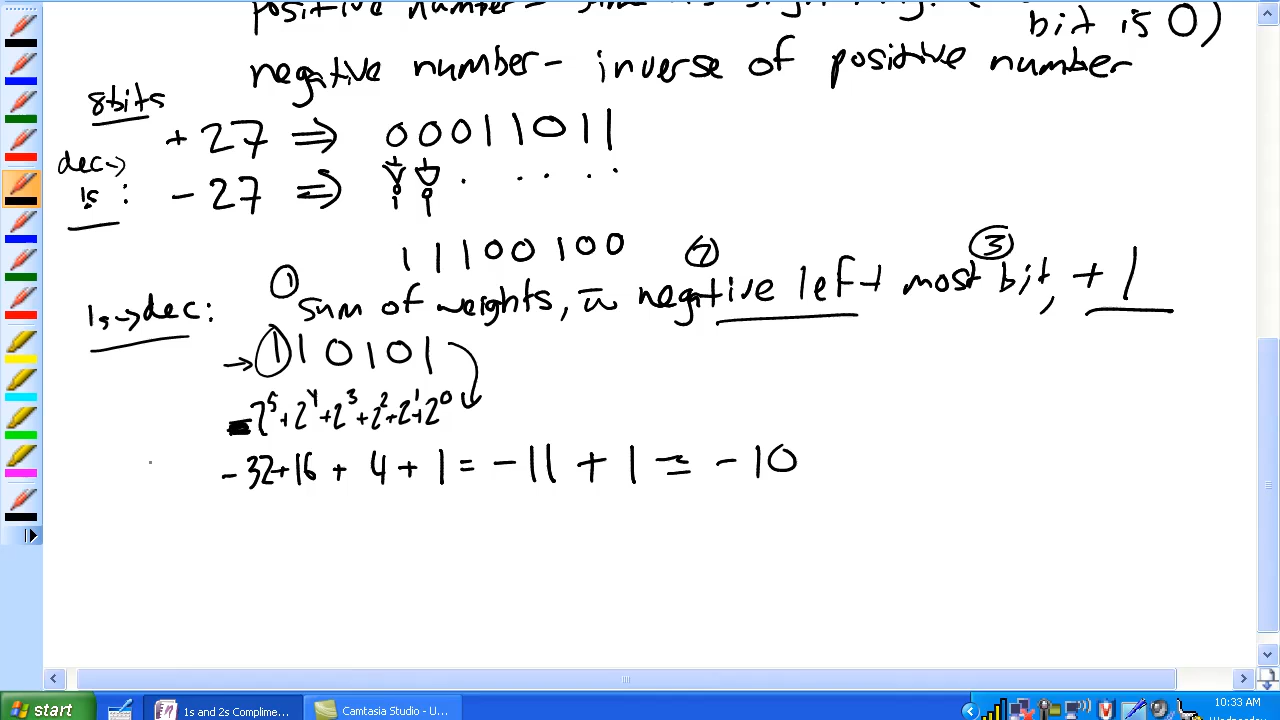 positive number -
bit is 0)
negative number - inverse of positive number
8bits
+ 27 ⇒ 00011011
dec→
1s : - 27 ⇒
11100100
① ② ③
1s→dec: sum of weights, w negative left most bit, + 1
→ 110101
-2⁵+2⁴+2³+2²+2¹+2⁰
-32+16 + 4 + 1 = -11 + 1 = -10
start
1s and 2s Complime...
Camtasia Studio - U...
10:33 AM